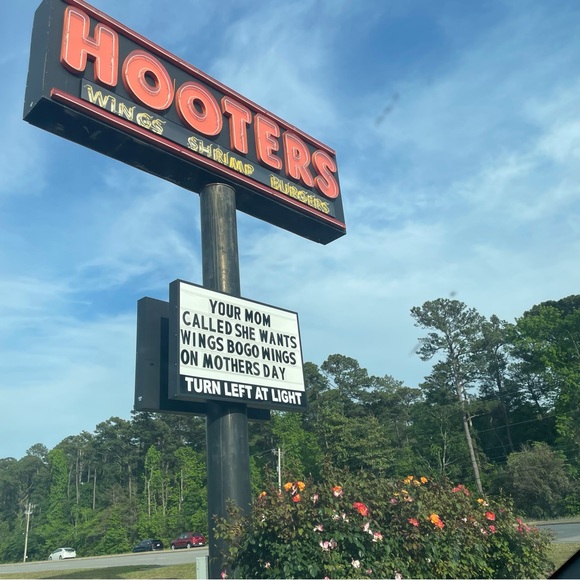 HOOTERS
WINGS SHRIMP BURGERS
YOUR MOM
CALLED SHE WANTS
WINGS BOGO WINGS
ON MOTHERS DAY
TURN LEFT AT LIGHT